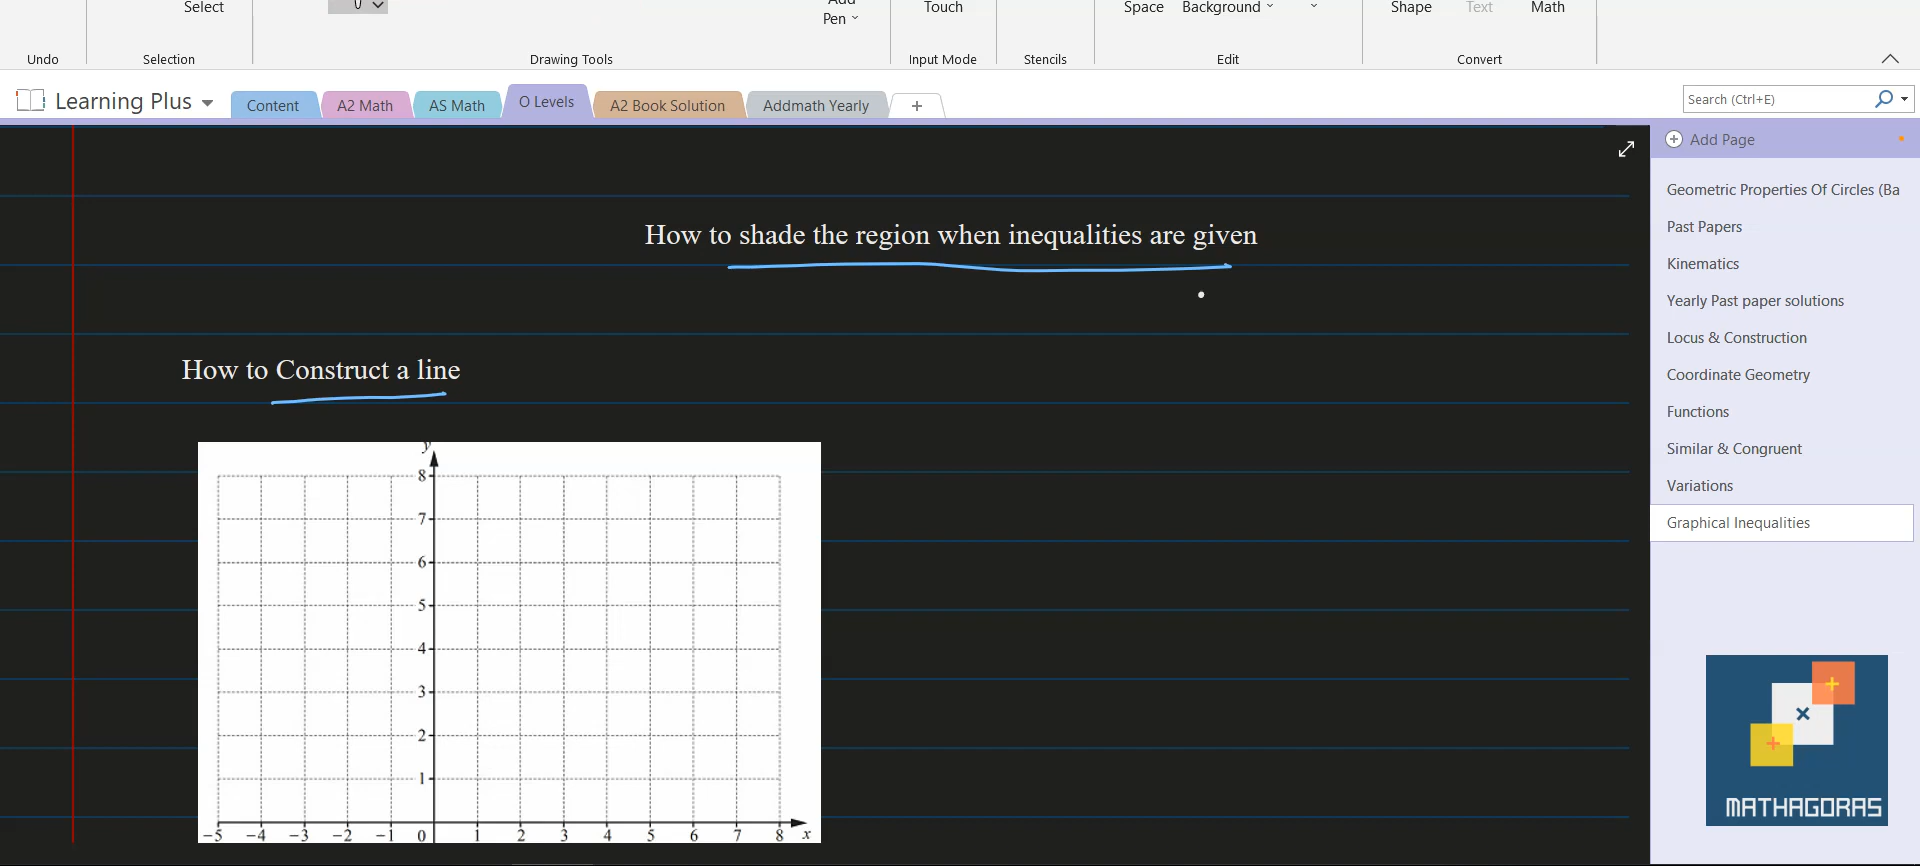 Select
0
Add
Pen
Touch
Space Background
Shape Text Math
Undo Selection Drawing Tools Input Mode Stencils Edit Convert
Learning Plus Content A2 Math AS Math O Levels A2 Book Solution Addmath Yearly + Search (Ctrl+E)
Add Page
How to shade the region when inequalities are given
How to Construct a line
y
8
7
6
5
4
3
2
1
-5 -4 -3 -2 -1 0 1 2 3 4 5 6 7 8 x
Geometric Properties Of Circles (Ba
Past Papers
Kinematics
Yearly Past paper solutions
Locus & Construction
Coordinate Geometry
Functions
Similar & Congruent
Variations
Graphical Inequalities
+
×
+
MATHAGORAS